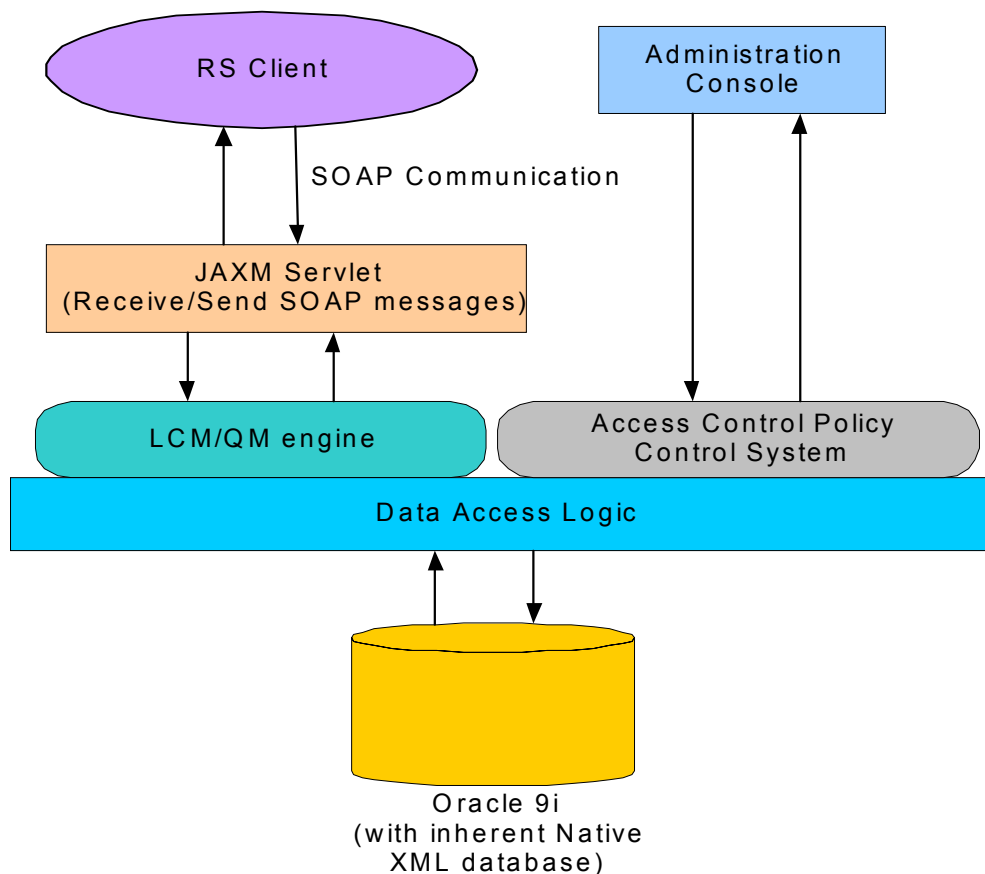 RS Client
Administration
Console
SOAP Communication
JAXM Servlet
(Receive/Send SOAP messages)
LCM/QM engine
Access Control Policy
Control System
Data Access Logic
Oracle 9i
(with inherent Native
XML database)